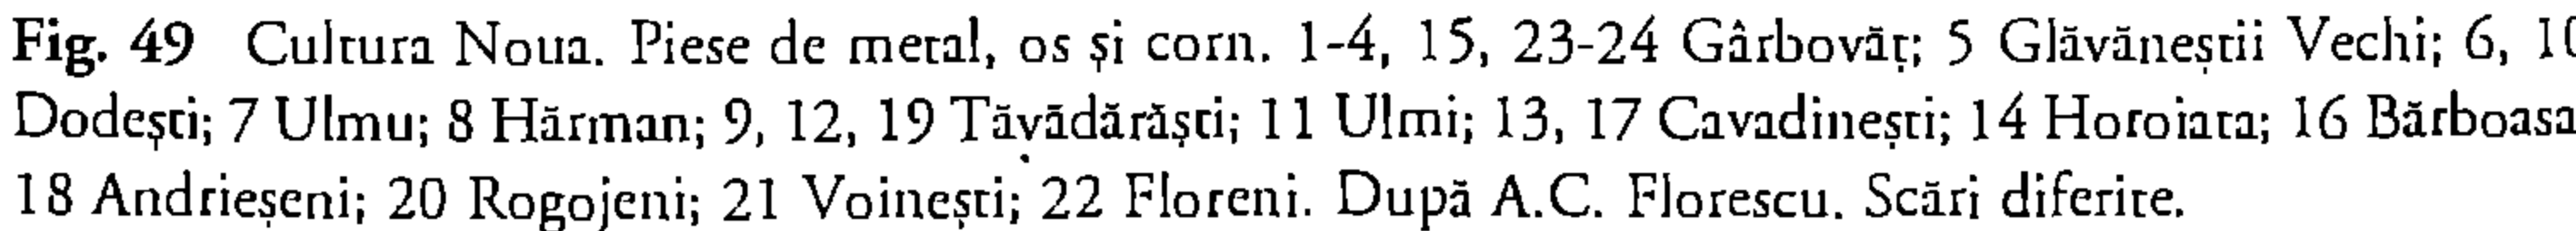 Fig. 49 Cultura Noua. Piese de metal, os și corn. 1-4, 15, 23-24 Gârbovăț; 5 Glăvăneștii Vechi; 6, 10
Dodești; 7 Ulmu; 8 Hărman; 9, 12, 19 Tăvădărăști; 11 Ulmi; 13, 17 Cavadinești; 14 Horoiata; 16 Bărboasa
18 Andrieșeni; 20 Rogojeni; 21 Voinești; 22 Floreni. După A.C. Florescu. Scări diferite.